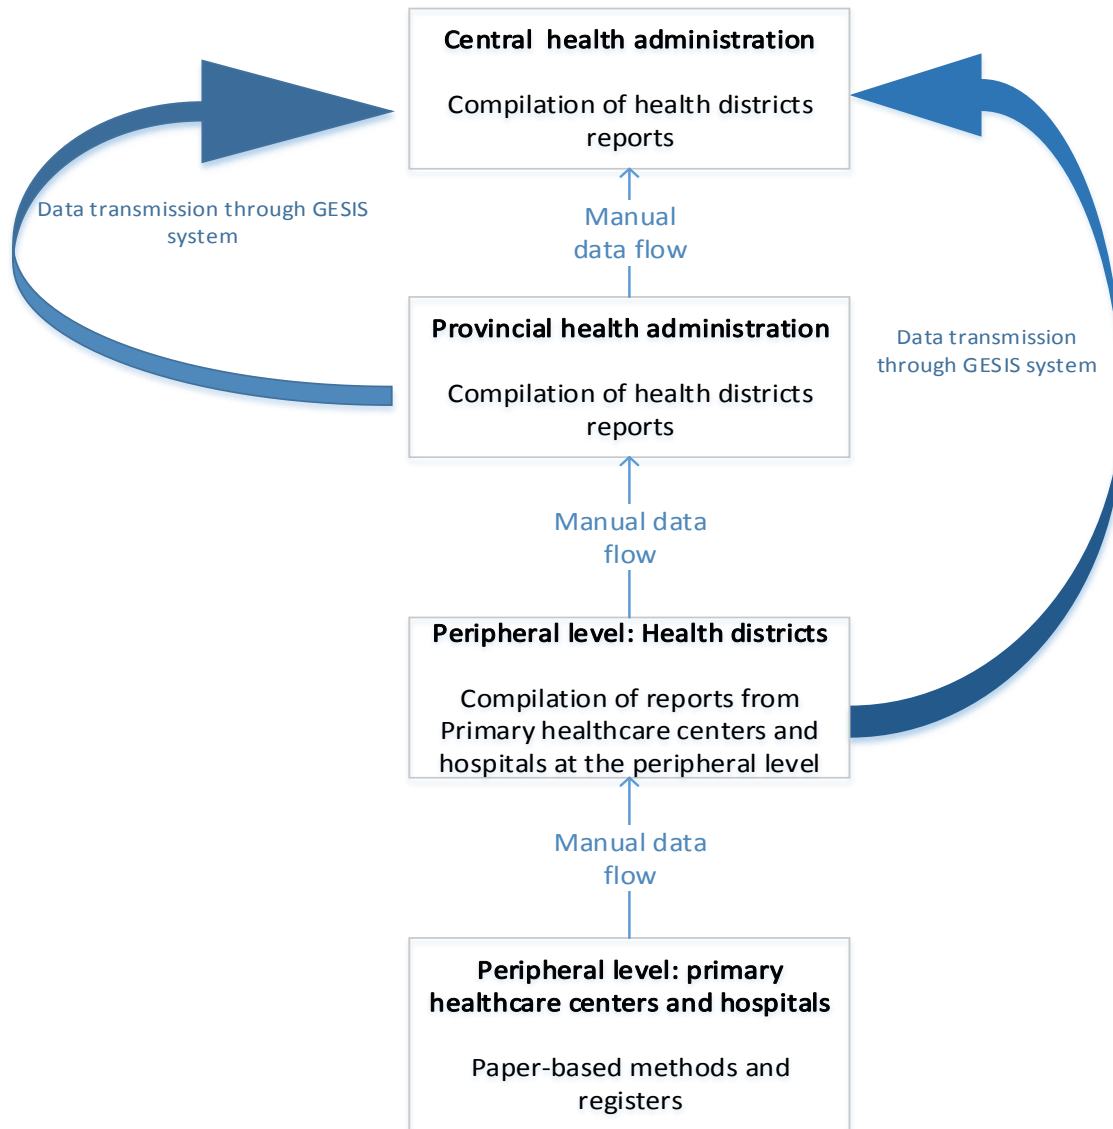 Central  health administration
Compilation of health districts
reports
Data transmission through GESIS
system
Manual
data flow
Provincial health administration
Compilation of health districts
reports
Data transmission
through GESIS system
Manual data
flow
Peripheral level: Health districts
Compilation of reports from
Primary healthcare centers and
hospitals at the peripheral level
Manual data
flow
Peripheral level: primary
healthcare centers and hospitals
Paper-based methods and
registers